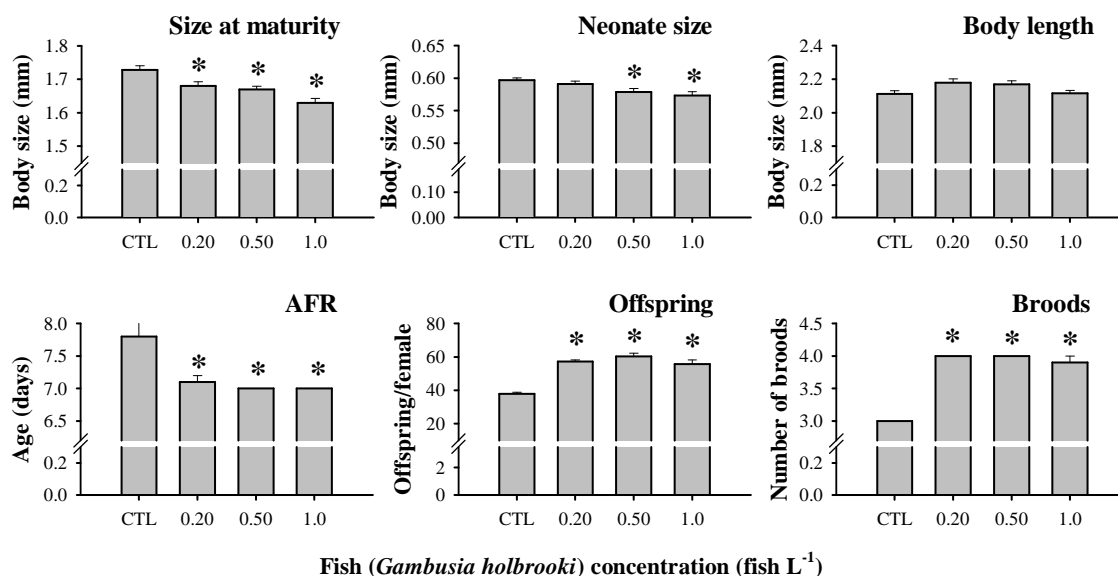 Size at maturity
Body size (mm)
1.8
1.7
1.6
1.5
0.2
0.0
* * *
CTL 0.20 0.50 1.0
Neonate size
Body size (mm)
0.65
0.60
0.55
0.50
0.10
0.00
* *
CTL 0.20 0.50 1.0
Body length
Body size (mm)
2.4
2.2
2.0
1.8
0.2
0.0
CTL 0.20 0.50 1.0
AFR
Age (days)
8.0
7.5
7.0
6.5
0.2
0.0
* * *
CTL 0.20 0.50 1.0
Offspring
Offspring/female
80
60
40
20
2
0
* * *
CTL 0.20 0.50 1.0
Broods
Number of broods
4.5
4.0
3.5
3.0
0.2
0.0
* * *
CTL 0.20 0.50 1.0
Fish (Gambusia holbrooki) concentration (fish L⁻¹)